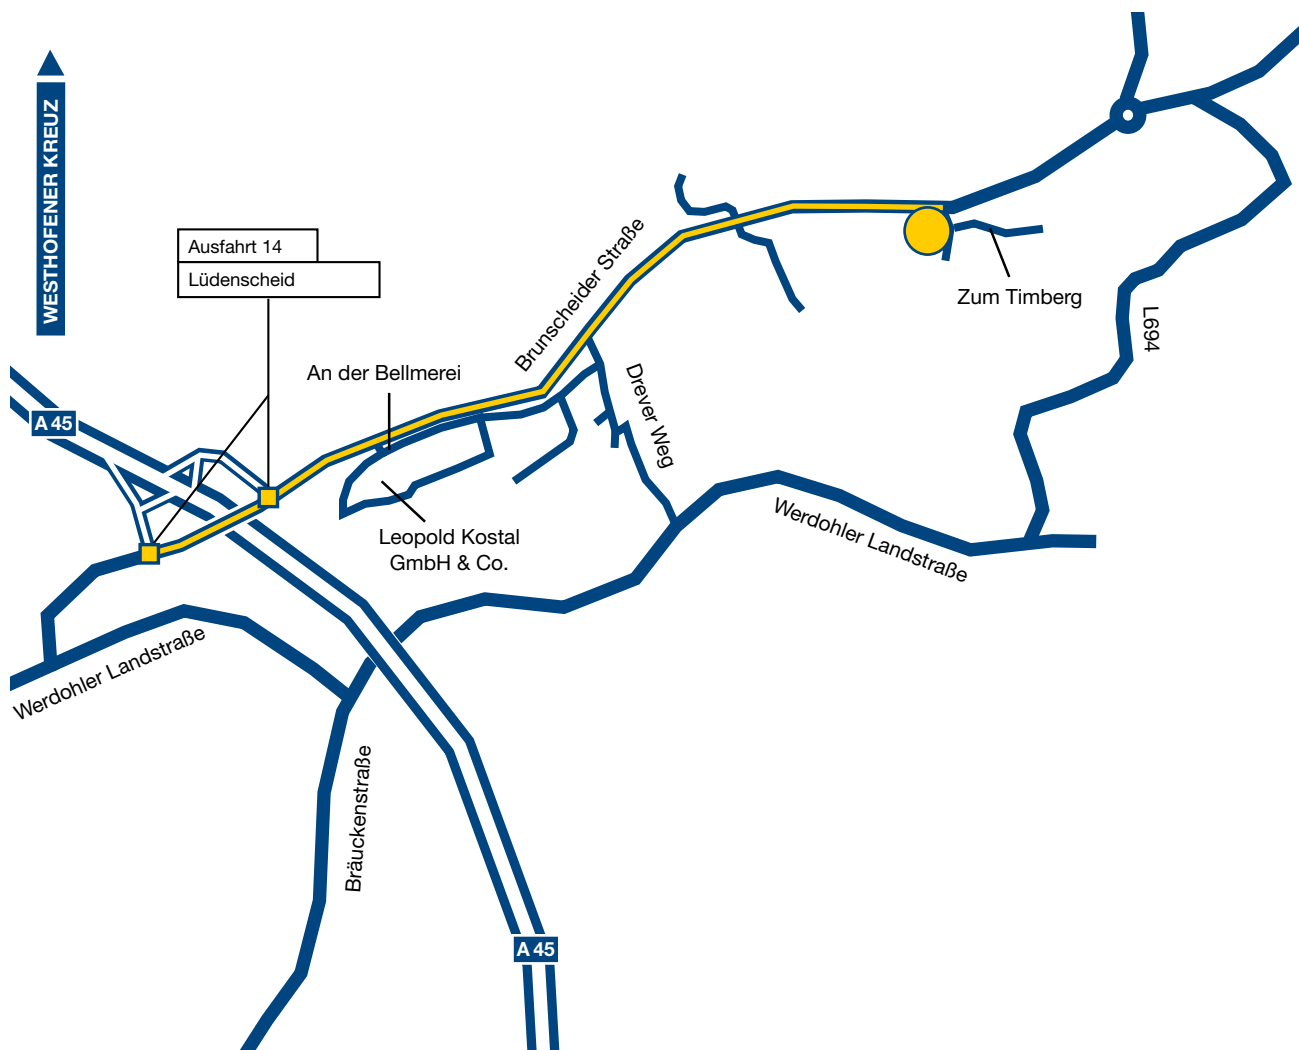 WESTHOFENER KREUZ
Ausfahrt 14
Lüdenscheid
Brunscheider Straße
Zum Timberg
L694
An der Bellmerei
Drever Weg
A 45
Leopold Kostal
GmbH & Co.
Werdohler Landstraße
Werdohler Landstraße
Bräuckenstraße
A 45